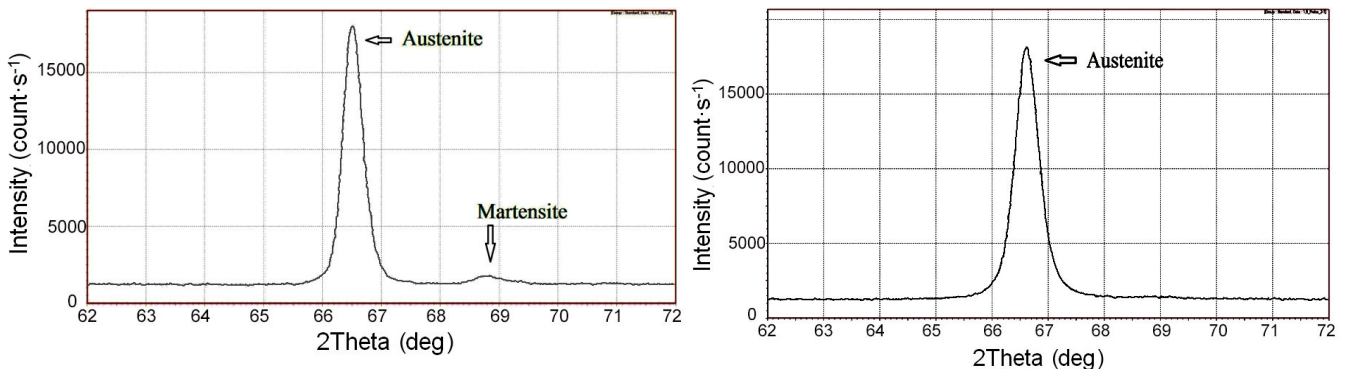 Austenite
Martensite
15000
10000
5000
0
62 63 64 65 66 67 68 69 70 71 72
2Theta (deg)
Intensity (count·s⁻¹)
Austenite
15000
10000
5000
0
62 63 64 65 66 67 68 69 70 71 72
2Theta (deg)
Intensity (count·s⁻¹)